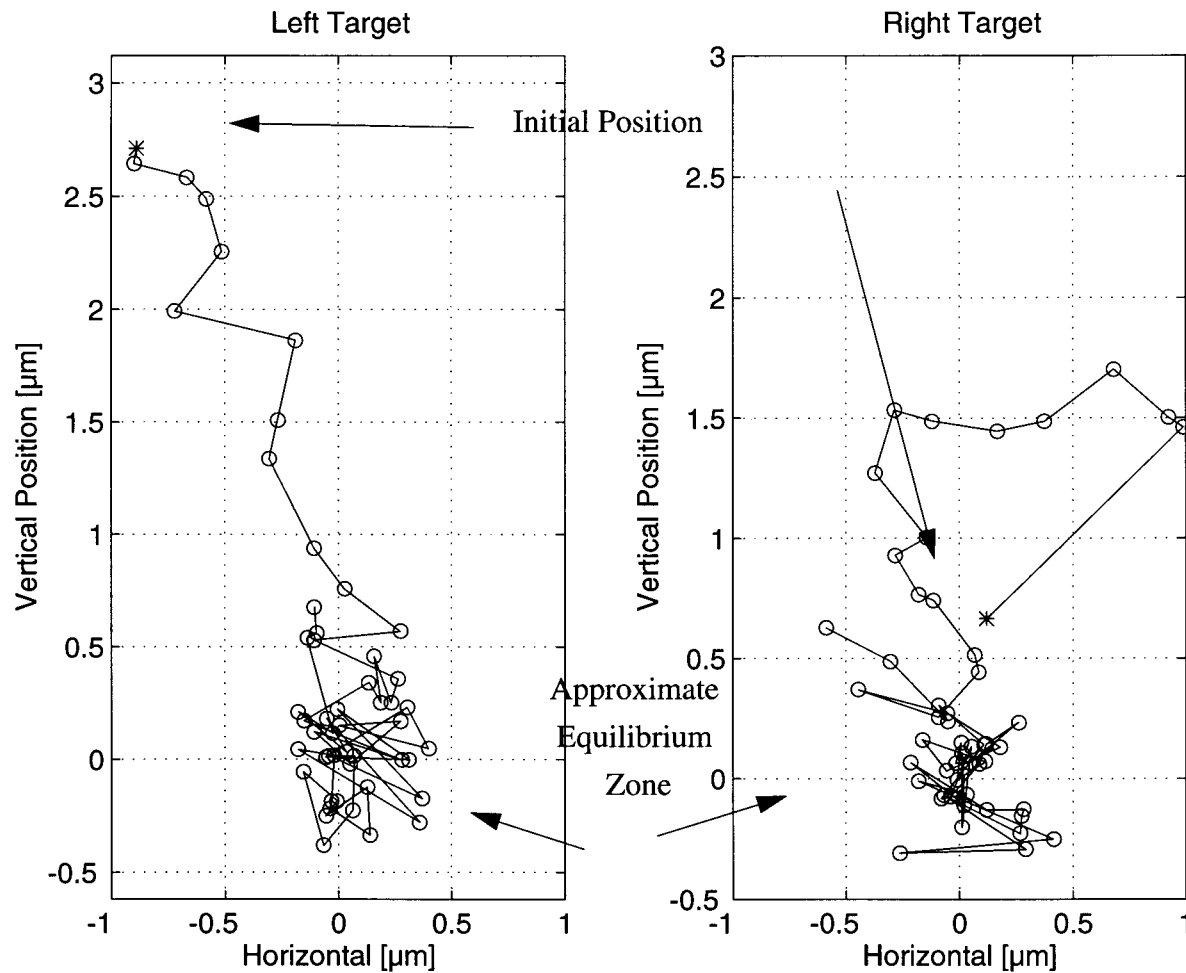 Left Target
Right Target
3
2.5
2
1.5
1
0.5
0
-0.5
-1
-0.5
0
0.5
1
Vertical Position [µm]
Horizontal [µm]
Initial Position
Approximate
Equilibrium
Zone
3
2.5
2
1.5
1
0.5
0
-0.5
-1
-0.5
0
0.5
1
Vertical Position [µm]
Horizontal [µm]